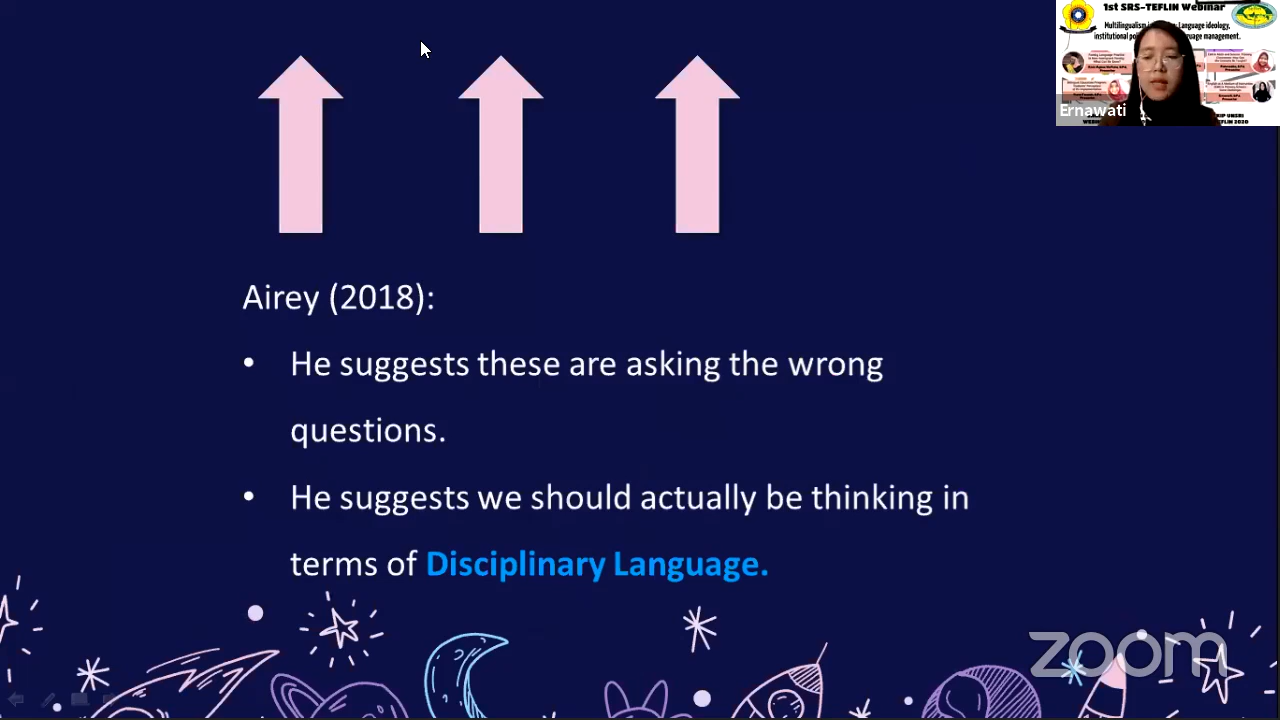 1st SRS-TEFLIN Webinar
Ernawati
Airey (2018):
• He suggests these are asking the wrong
questions.
• He suggests we should actually be thinking in
terms of Disciplinary Language.
zoom